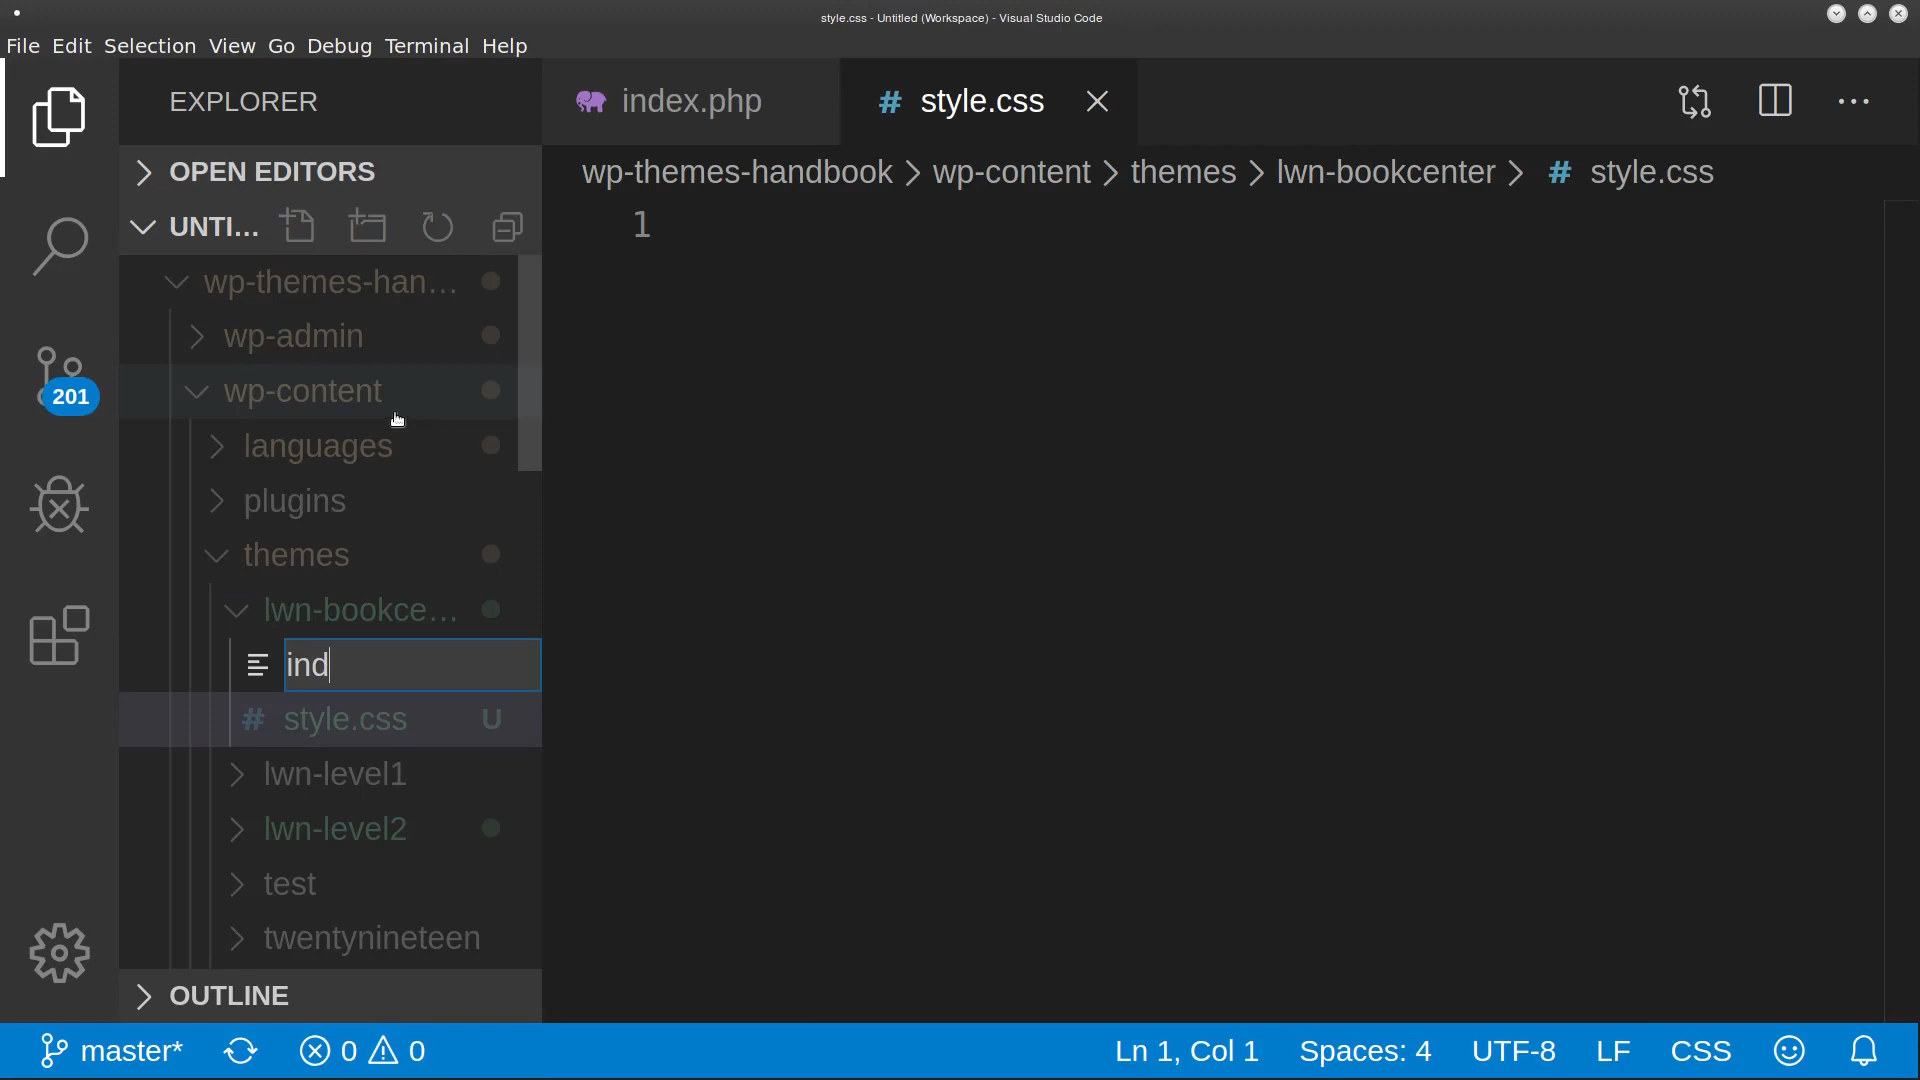 style.css - Untitled (Workspace) - Visual Studio Code
File Edit Selection View Go Debug Terminal Help
EXPLORER
index.php
# style.css
OPEN EDITORS
wp-themes-handbook > wp-content > themes > lwn-bookcenter > # style.css
UNTI...
1
wp-themes-han...
wp-admin
wp-content
201
languages
plugins
themes
lwn-bookce...
ind
# style.css U
lwn-level1
lwn-level2
test
twentynineteen
OUTLINE
master* 0 0 Ln 1, Col 1 Spaces: 4 UTF-8 LF CSS